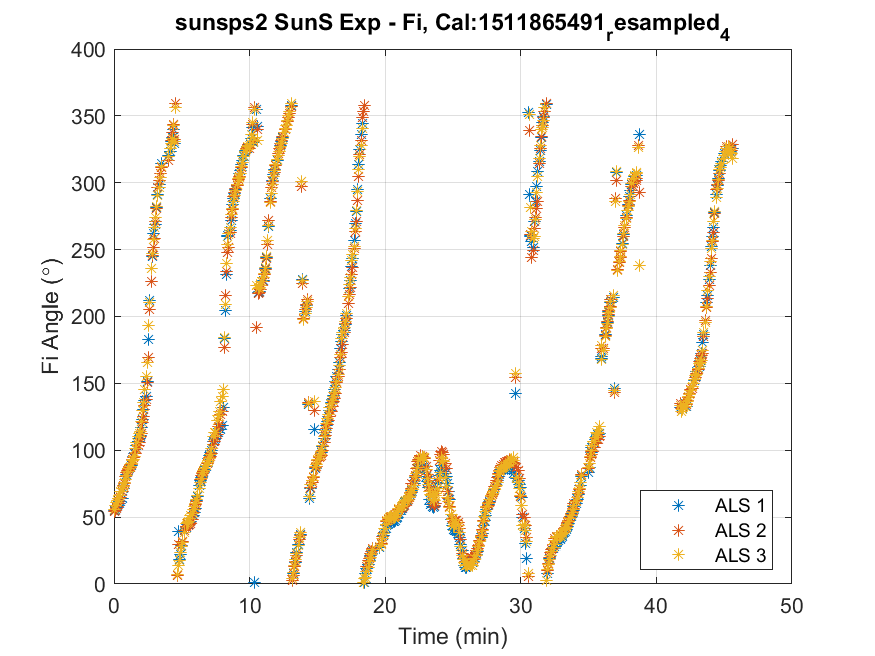 sunsps2 SunS Exp - Fi, Cal:1511865491resampled4
400
350
300
250
200
150
100
50
0
Fi Angle (°)
ALS 1
ALS 2
ALS 3
0 10 20 30 40 50
Time (min)